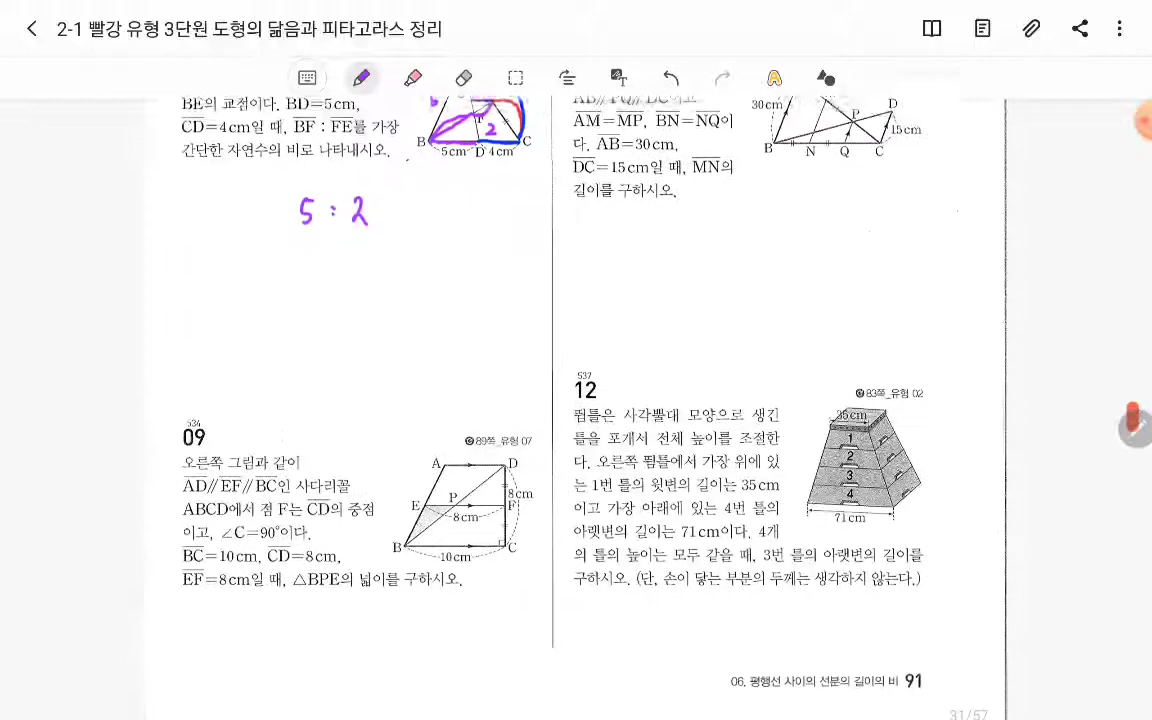 2-1 빨강 유형 3단원 도형의 닮음과 피타고라스 정리
BE의 교점이다. BD=5cm,
CD=4cm일 때, BF : FE를 가장
간단한 자연수의 비로 나타내시오.
B 5cm D 4cm C
F 2
5 : 2
534
09
89쪽_유형 07
오른쪽 그림과 같이
AD∥EF∥BC인 사다리꼴
ABCD에서 점 F는 CD의 중점
이고, ∠C=90°이다.
BC=10cm, CD=8cm,
EF=8cm일 때, △BPE의 넓이를 구하시오.
A D
P 8cm
E 8cm F
B 10cm C
AB∥PQ∥DC이고
AM=MP, BN=NQ이
다. AB=30cm,
DC=15cm일 때, MN의
길이를 구하시오.
30cm D
P 15cm
B N Q C
537
12
83쪽_유형 02
뜀틀은 사각뿔대 모양으로 생긴
틀을 포개서 전체 높이를 조절한
다. 오른쪽 뜀틀에서 가장 위에 있
는 1번 틀의 윗변의 길이는 35cm
이고 가장 아래에 있는 4번 틀의
아랫변의 길이는 71cm이다. 4개
의 틀의 높이는 모두 같을 때, 3번 틀의 아랫변의 길이를
구하시오. (단, 손이 닿는 부분의 두께는 생각하지 않는다.)
35cm
1
2
3
4
71cm
06. 평행선 사이의 선분의 길이의 비 91
31/57